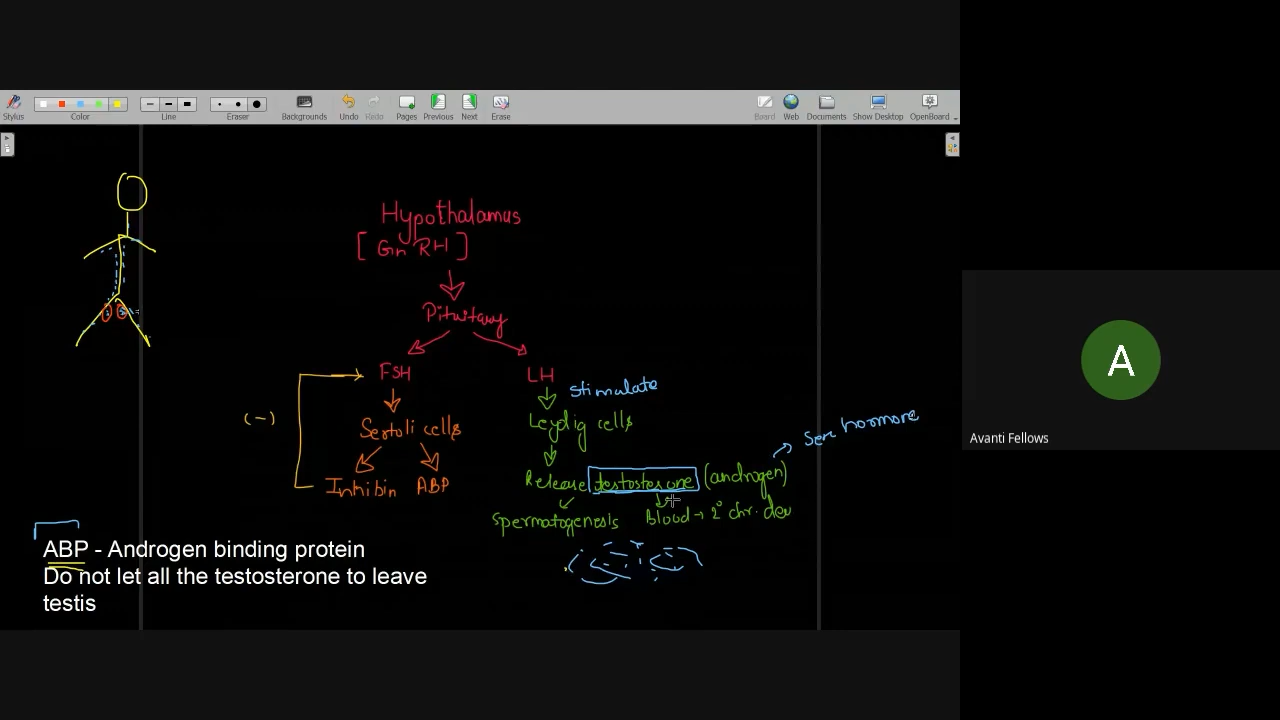 Stylus
Color
Line
Eraser
Backgrounds
Undo
Redo
Pages
Previous
Next
Erase
Board
Web
Documents
Show Desktop
OpenBoard
Hypothalamus
[ Gn RH ]
Pituitary
FSH
LH
stimulate
(-)
Sertoli cells
Leydig cells
Sex hormone
Inhibin ABP
Release testosterone (androgen)
Spermatogenesis
Blood → 2° chr. dev
ABP - Androgen binding protein
Do not let all the testosterone to leave
testis
A
Avanti Fellows